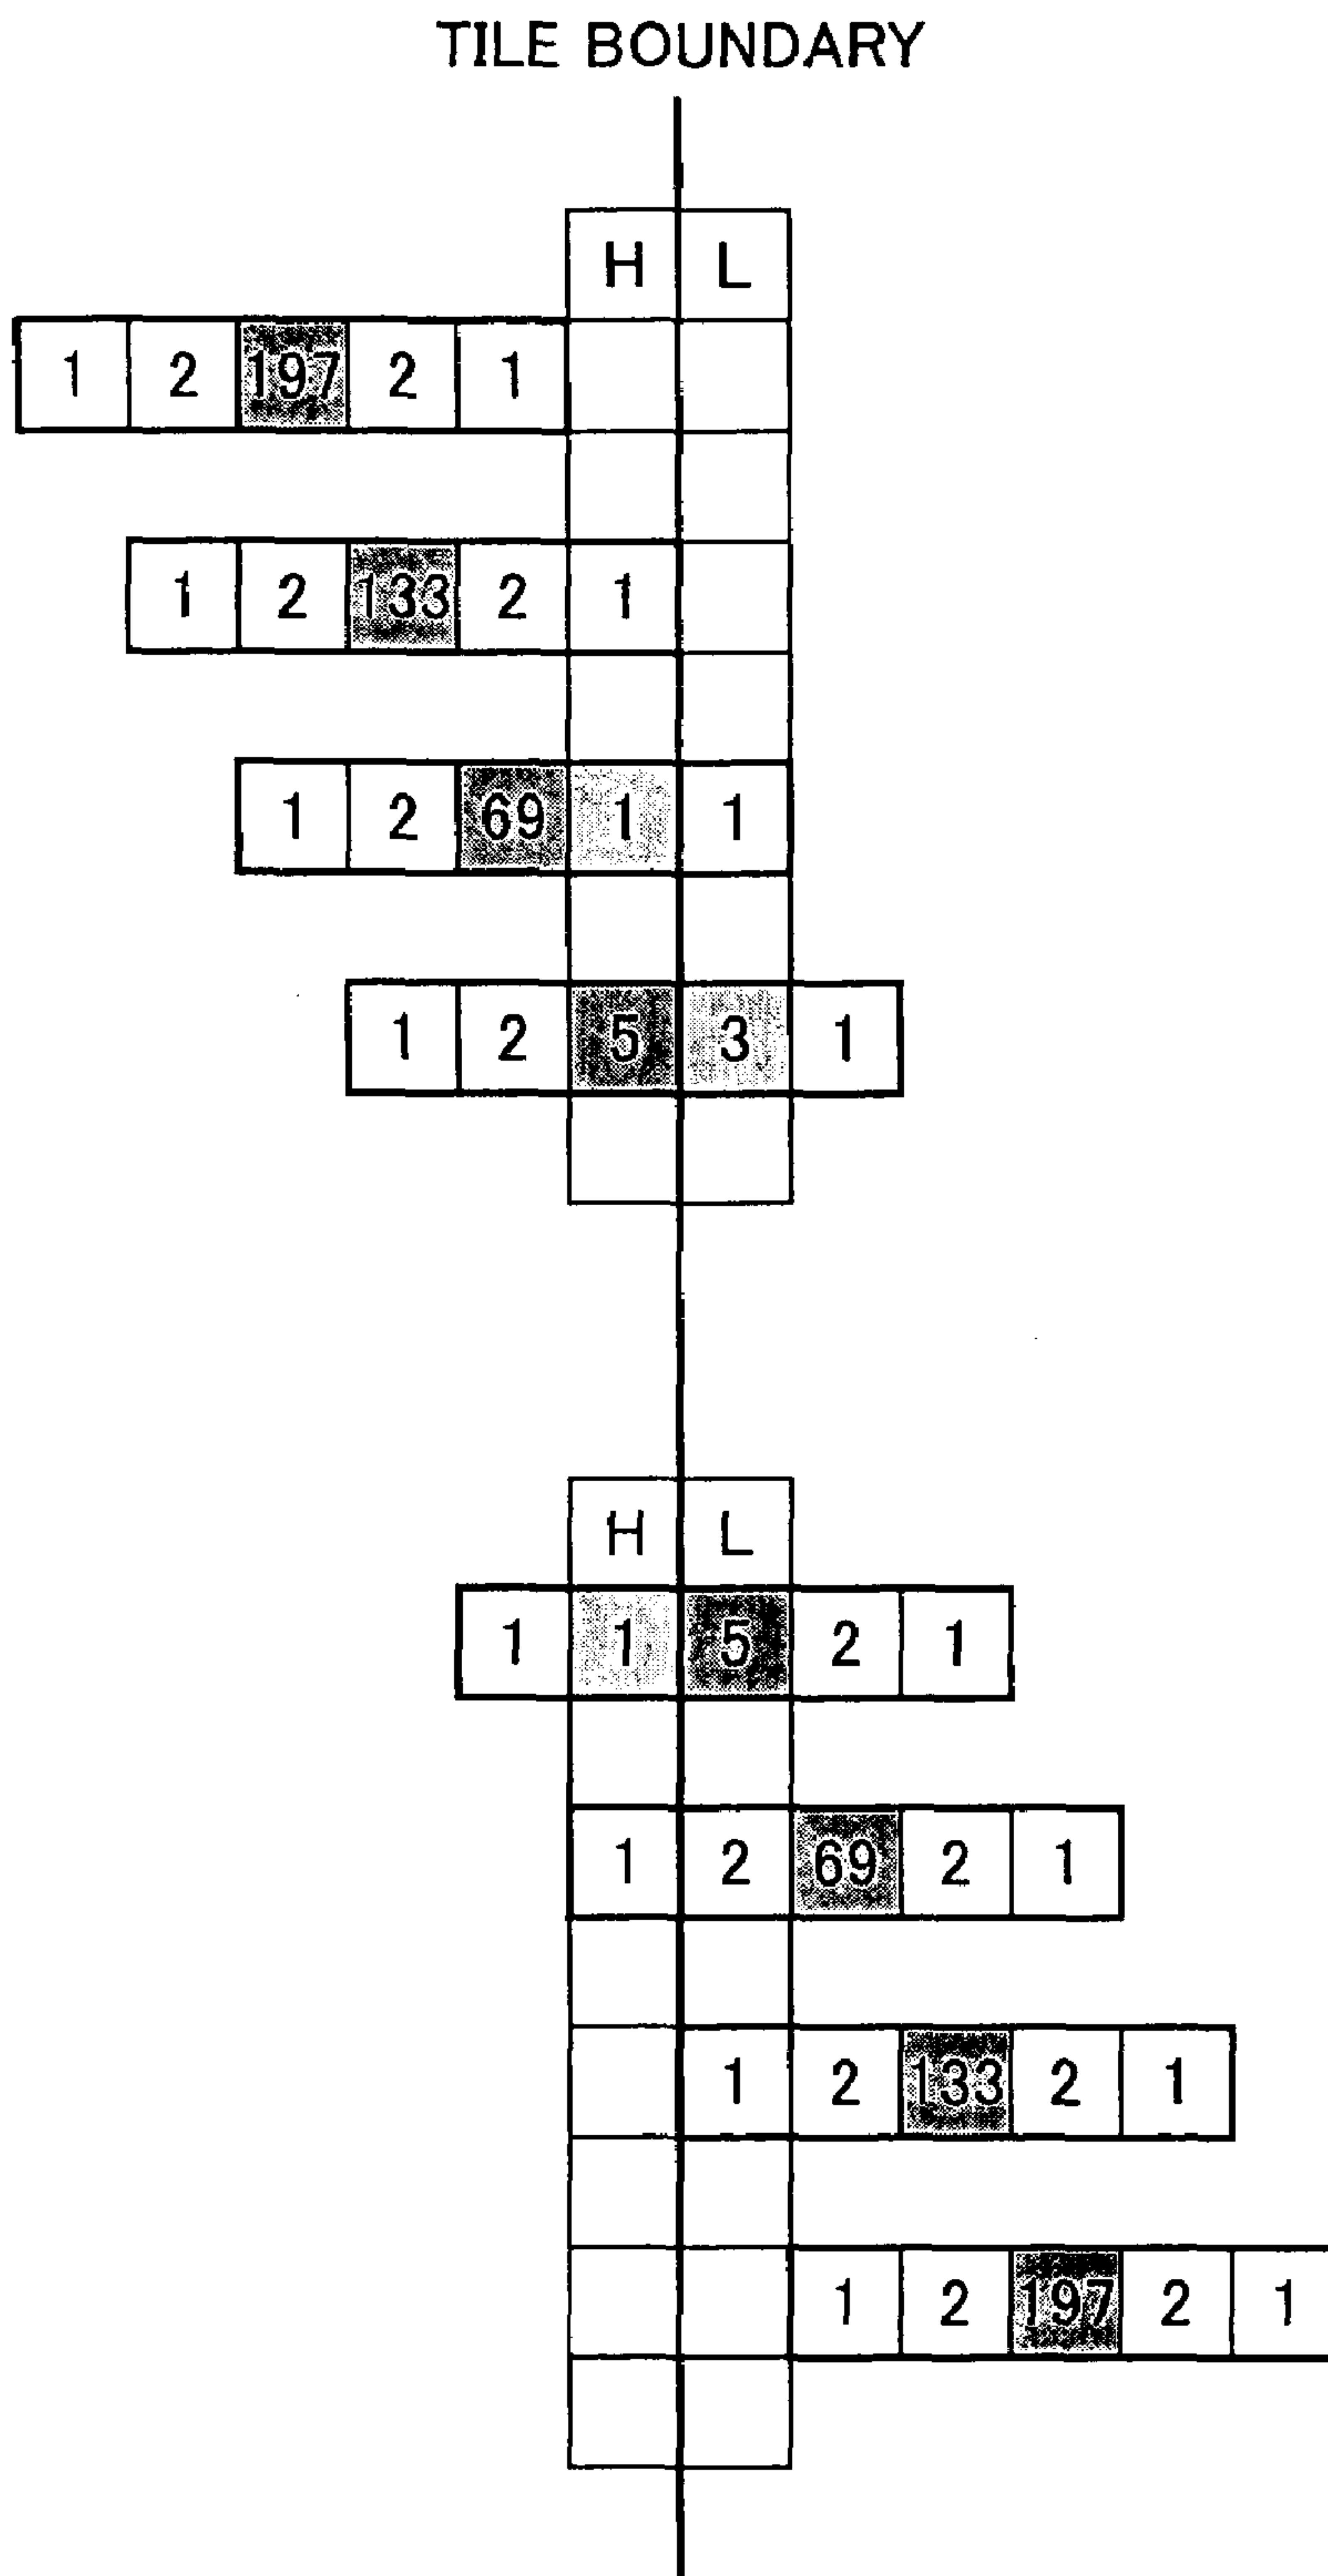 TILE BOUNDARY
H L
1 2 197 2 1
1 2 133 2 1
1 2 69 1 1
1 2 5 3 1
H L
1 1 5 2 1
1 2 69 2 1
1 2 133 2 1
1 2 197 2 1